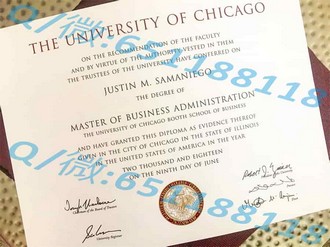 THE UNIVERSITY OF CHICAGO
ON THE RECOMMENDATION OF THE FACULTY
AND BY VIRTUE OF THE AUTHORITY VESTED IN THEM
THE TRUSTEES OF THE UNIVERSITY HAVE CONFERRED ON
JUSTIN M. SAMANIEGO
THE DEGREE OF
MASTER OF BUSINESS ADMINISTRATION
THE UNIVERSITY OF CHICAGO BOOTH SCHOOL OF BUSINESS
AND HAVE GRANTED THIS DIPLOMA AS EVIDENCE THEREOF
GIVEN IN THE CITY OF CHICAGO IN THE STATE OF ILLINOIS
IN THE UNITED STATES OF AMERICA IN THE YEAR
TWO THOUSAND AND EIGHTEEN
ON THE NINTH DAY OF JUNE
Q/微:
Q/微: